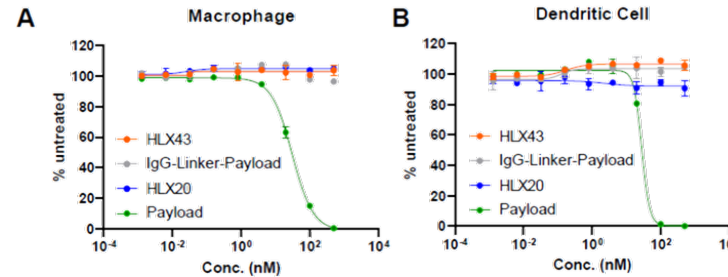 A
Macrophage
120
100
80
60
40
20
0
% untreated
HLX43
IgG-Linker-Payload
HLX20
Payload
10⁻⁴ 10⁻² 10⁰ 10² 10⁴
Conc. (nM)
B
Dendritic Cell
120
100
80
60
40
20
0
% untreated
HLX43
IgG-Linker-Payload
HLX20
Payload
10⁻⁴ 10⁻² 10⁰ 10²
Conc. (nM)